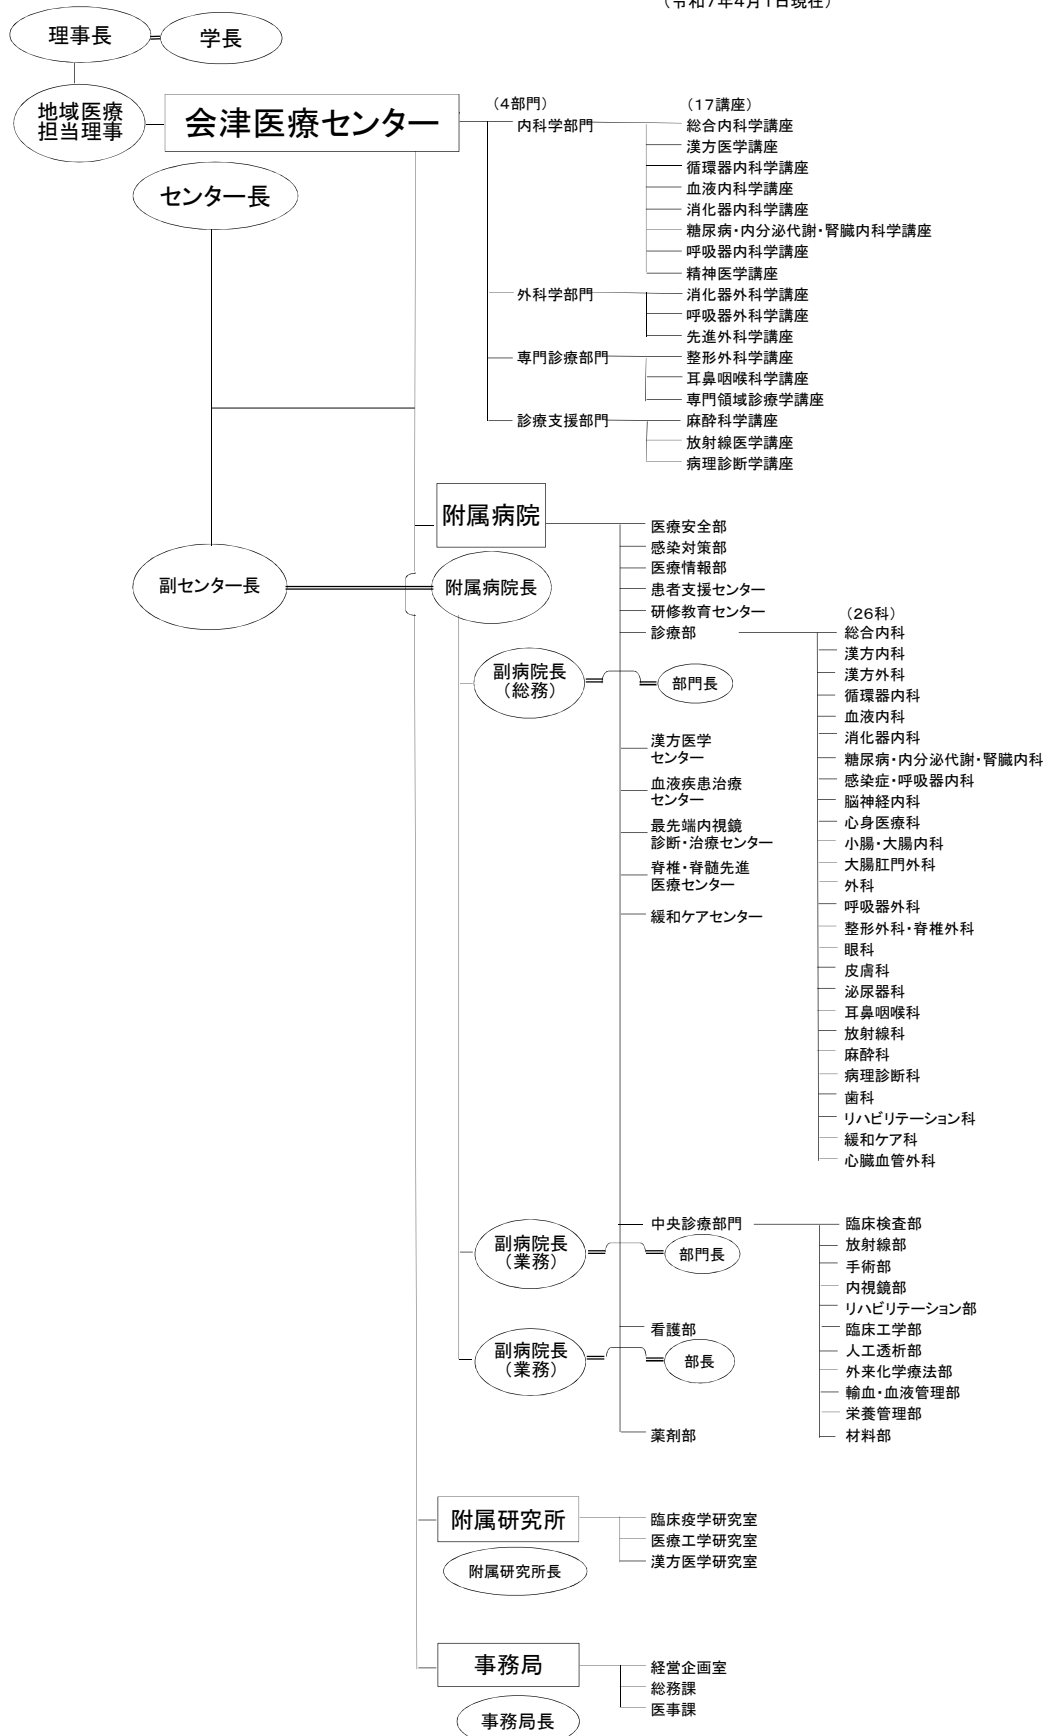 (令和7年4月1日現在)
理事長
学長
地域医療
担当理事
会津医療センター
センター長
(4部門)
(17講座)
内科学部門
総合内科学講座
漢方医学講座
循環器内科学講座
血液内科学講座
消化器内科学講座
糖尿病・内分泌代謝・腎臓内科学講座
呼吸器内科学講座
精神医学講座
外科学部門
消化器外科学講座
呼吸器外科学講座
先進外科学講座
専門診療部門
整形外科学講座
耳鼻咽喉科学講座
専門領域診療学講座
診療支援部門
麻酔科学講座
放射線医学講座
病理診断学講座
附属病院
副センター長
附属病院長
医療安全部
感染対策部
医療情報部
患者支援センター
研修教育センター
診療部
(26科)
総合内科
漢方内科
漢方外科
循環器内科
血液内科
消化器内科
糖尿病・内分泌代謝・腎臓内科
感染症・呼吸器内科
脳神経内科
心身医療科
小腸・大腸内科
大腸肛門外科
外科
呼吸器外科
整形外科・脊椎外科
眼科
皮膚科
泌尿器科
耳鼻咽喉科
放射線科
麻酔科
病理診断科
歯科
リハビリテーション科
緩和ケア科
心臓血管外科
副病院長
(総務)
部門長
漢方医学
センター
血液疾患治療
センター
最先端内視鏡
診断・治療センター
脊椎・脊髄先進
医療センター
緩和ケアセンター
中央診療部門
臨床検査部
放射線部
手術部
内視鏡部
リハビリテーション部
臨床工学部
人工透析部
外来化学療法部
輸血・血液管理部
栄養管理部
材料部
副病院長
(業務)
部門長
看護部
副病院長
(業務)
部長
薬剤部
附属研究所
附属研究所長
臨床疫学研究室
医療工学研究室
漢方医学研究室
事務局
事務局長
経営企画室
総務課
医事課